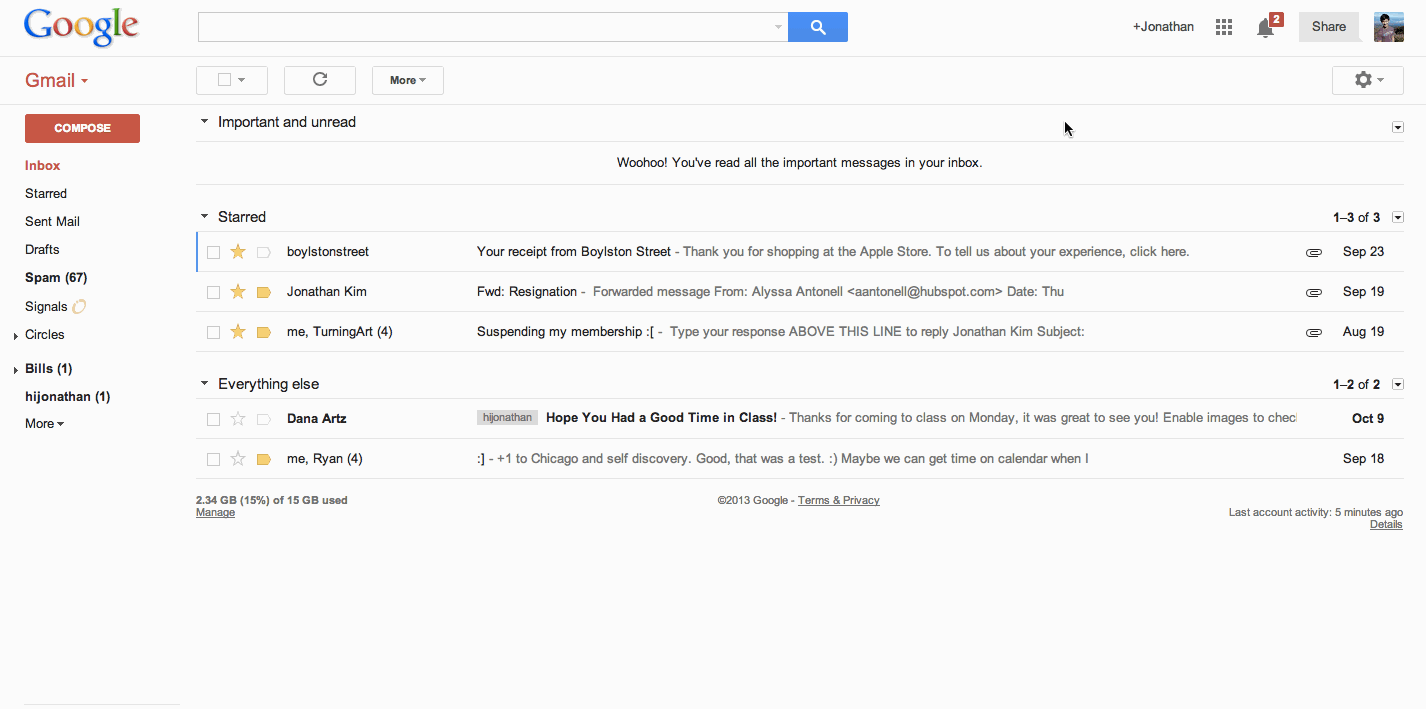 Google
+Jonathan 2 Share
Gmail More
COMPOSE
Important and unread
Woohoo! You've read all the important messages in your inbox.
Inbox
Starred
Sent Mail
Drafts
Spam (67)
Signals
Circles
Bills (1)
hijonathan (1)
More
Starred 1–3 of 3
boylstonstreet Your receipt from Boylston Street - Thank you for shopping at the Apple Store. To tell us about your experience, click here. Sep 23
Jonathan Kim Fwd: Resignation - Forwarded message From: Alyssa Antonell <aantonell@hubspot.com> Date: Thu Sep 19
me, TurningArt (4) Suspending my membership :[ - Type your response ABOVE THIS LINE to reply Jonathan Kim Subject: Aug 19
Everything else 1–2 of 2
Dana Artz hijonathan Hope You Had a Good Time in Class! - Thanks for coming to class on Monday, it was great to see you! Enable images to chec Oct 9
me, Ryan (4) :] - +1 to Chicago and self discovery. Good, that was a test. :) Maybe we can get time on calendar when I Sep 18
2.34 GB (15%) of 15 GB used
Manage
©2013 Google - Terms & Privacy
Last account activity: 5 minutes ago
Details